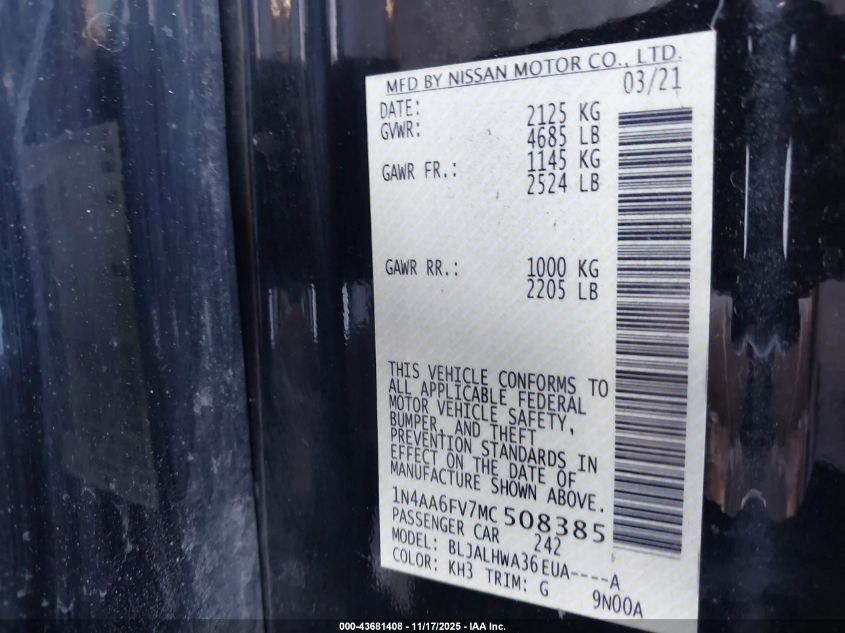 MFD BY NISSAN MOTOR CO., LTD.
DATE: 03/21
GVWR: 2125 KG
4685 LB
GAWR FR.: 1145 KG
2524 LB
GAWR RR.: 1000 KG
2205 LB
THIS VEHICLE CONFORMS TO
ALL APPLICABLE FEDERAL
MOTOR VEHICLE SAFETY,
BUMPER, AND THEFT
PREVENTION STANDARDS IN
EFFECT ON THE DATE OF
MANUFACTURE SHOWN ABOVE.
1N4AA6FV7MC508385
PASSENGER CAR 242
MODEL: BLJALHWA36EUA----A
COLOR: KH3 TRIM: G 9N00A
000-43681408 - 11/17/2025 - IAA Inc.